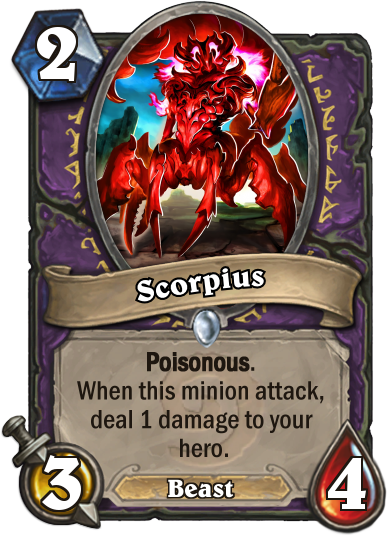 2
Scorpius
Poisonous.
When this minion attack,
deal 1 damage to your
hero.
3
Beast
4